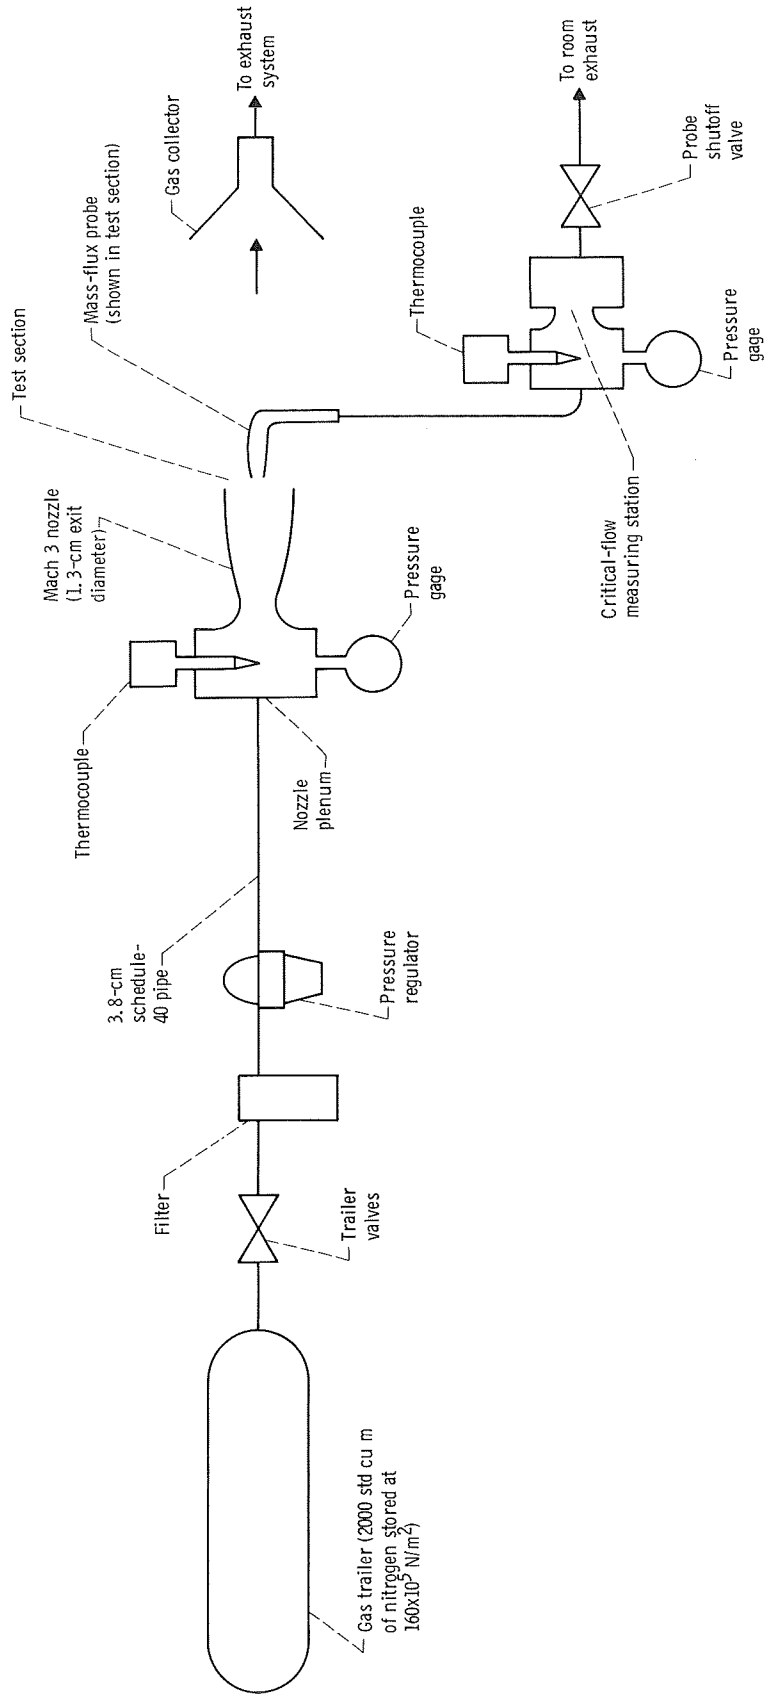 Gas trailer (2000 std cu m
of nitrogen stored at
160x10⁵ N/m²)
Trailer
valves
Filter
Pressure
regulator
3.8-cm
schedule-
40 pipe
Nozzle
plenum
Thermocouple
Pressure
gage
Mach 3 nozzle
(1.3-cm exit
diameter)
Test section
Mass-flux probe
(shown in test section)
Gas collector
To exhaust
system
Critical-flow
measuring station
Pressure
gage
Thermocouple
Probe
shutoff
valve
To room
exhaust